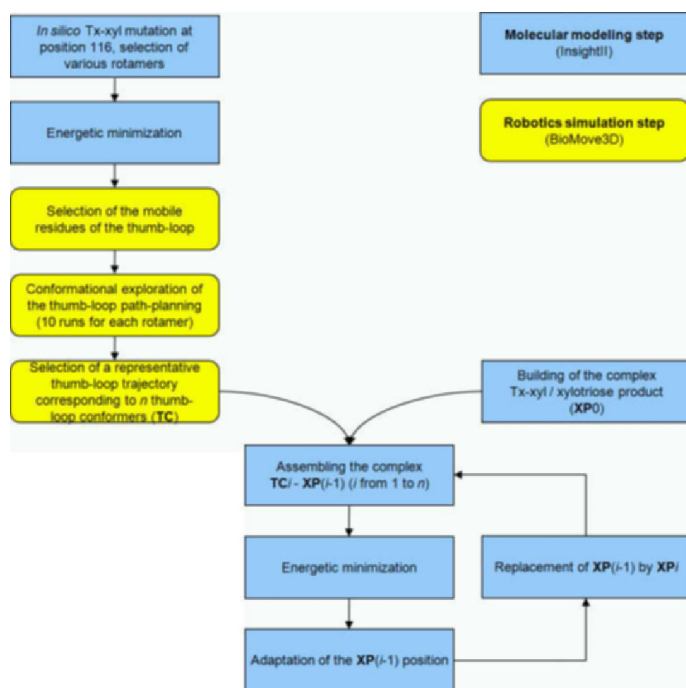 In silico Tx-xyl mutation at
position 116, selection of
various rotamers
Energetic minimization
Selection of the mobile
residues of the thumb-loop
Conformational exploration of
the thumb-loop path-planning
(10 runs for each rotamer)
Selection of a representative
thumb-loop trajectory
corresponding to n thumb-
loop conformers (TC)
Molecular modeling step
(InsightII)
Robotics simulation step
(BioMove3D)
Building of the complex
Tx-xyl / xylotriose product
(XP0)
Assembling the complex
TCi - XP(i-1) (i from 1 to n)
Energetic minimization
Adaptation of the XP(i-1) position
Replacement of XP(i-1) by XPi